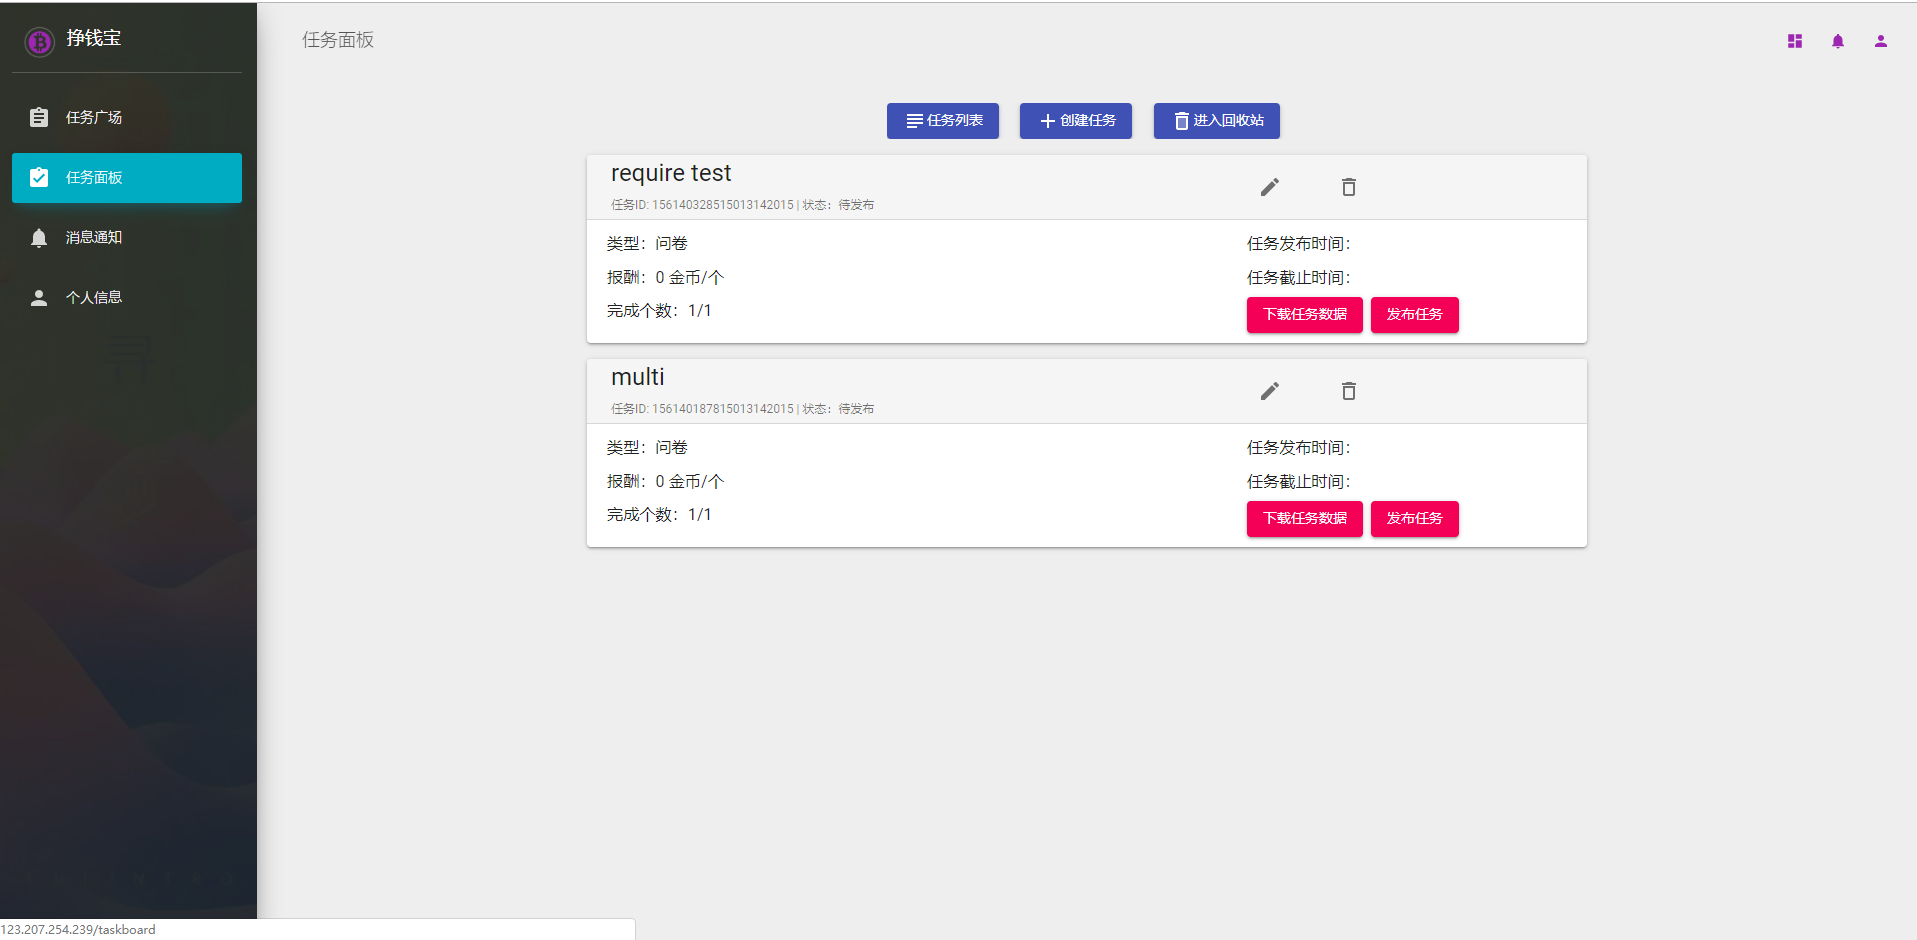 挣钱宝
任务面板
任务广场
任务面板
消息通知
个人信息
任务列表
创建任务
进入回收站
require test
任务ID: 156140328515013142015 | 状态：待发布
类型：问卷
任务发布时间：
报酬：0 金币/个
任务截止时间：
完成个数：1/1
下载任务数据
发布任务
multi
任务ID: 156140187815013142015 | 状态：待发布
类型：问卷
任务发布时间：
报酬：0 金币/个
任务截止时间：
完成个数：1/1
下载任务数据
发布任务
123.207.254.239/taskboard